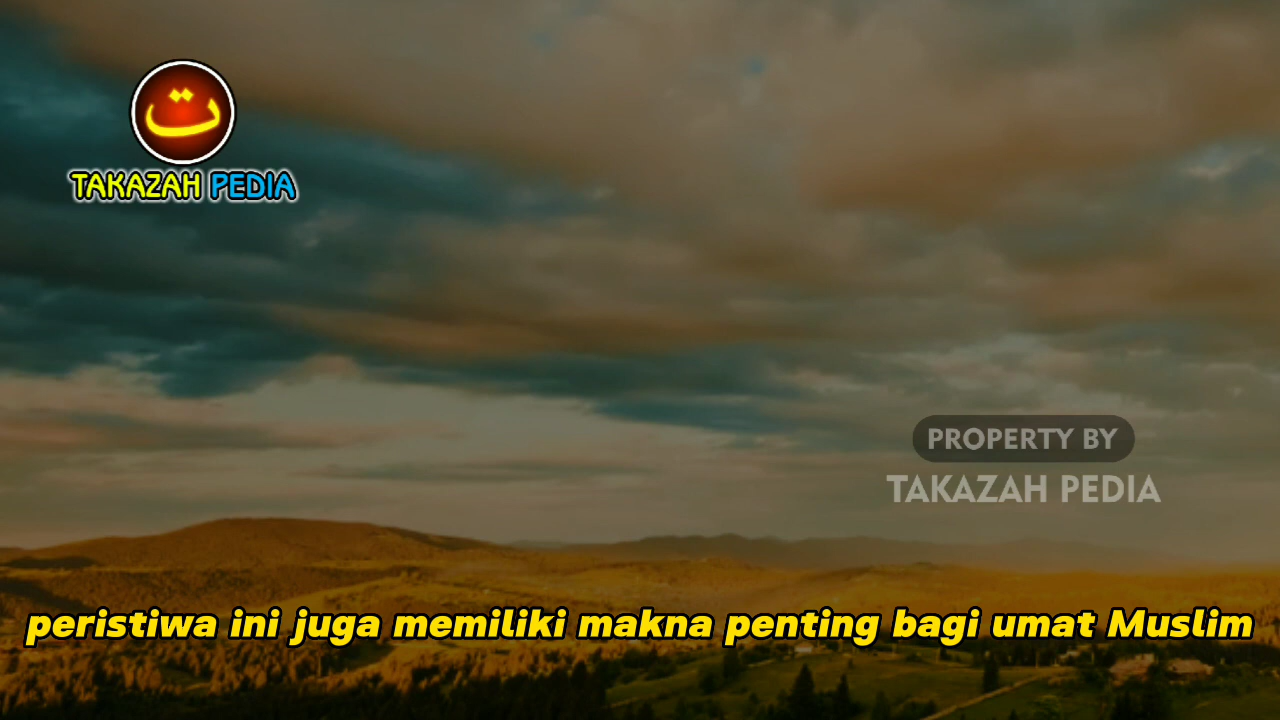 ت
TAKAZAH PEDIA
PROPERTY BY
TAKAZAH PEDIA
peristiwa ini juga memiliki makna penting bagi umat Muslim